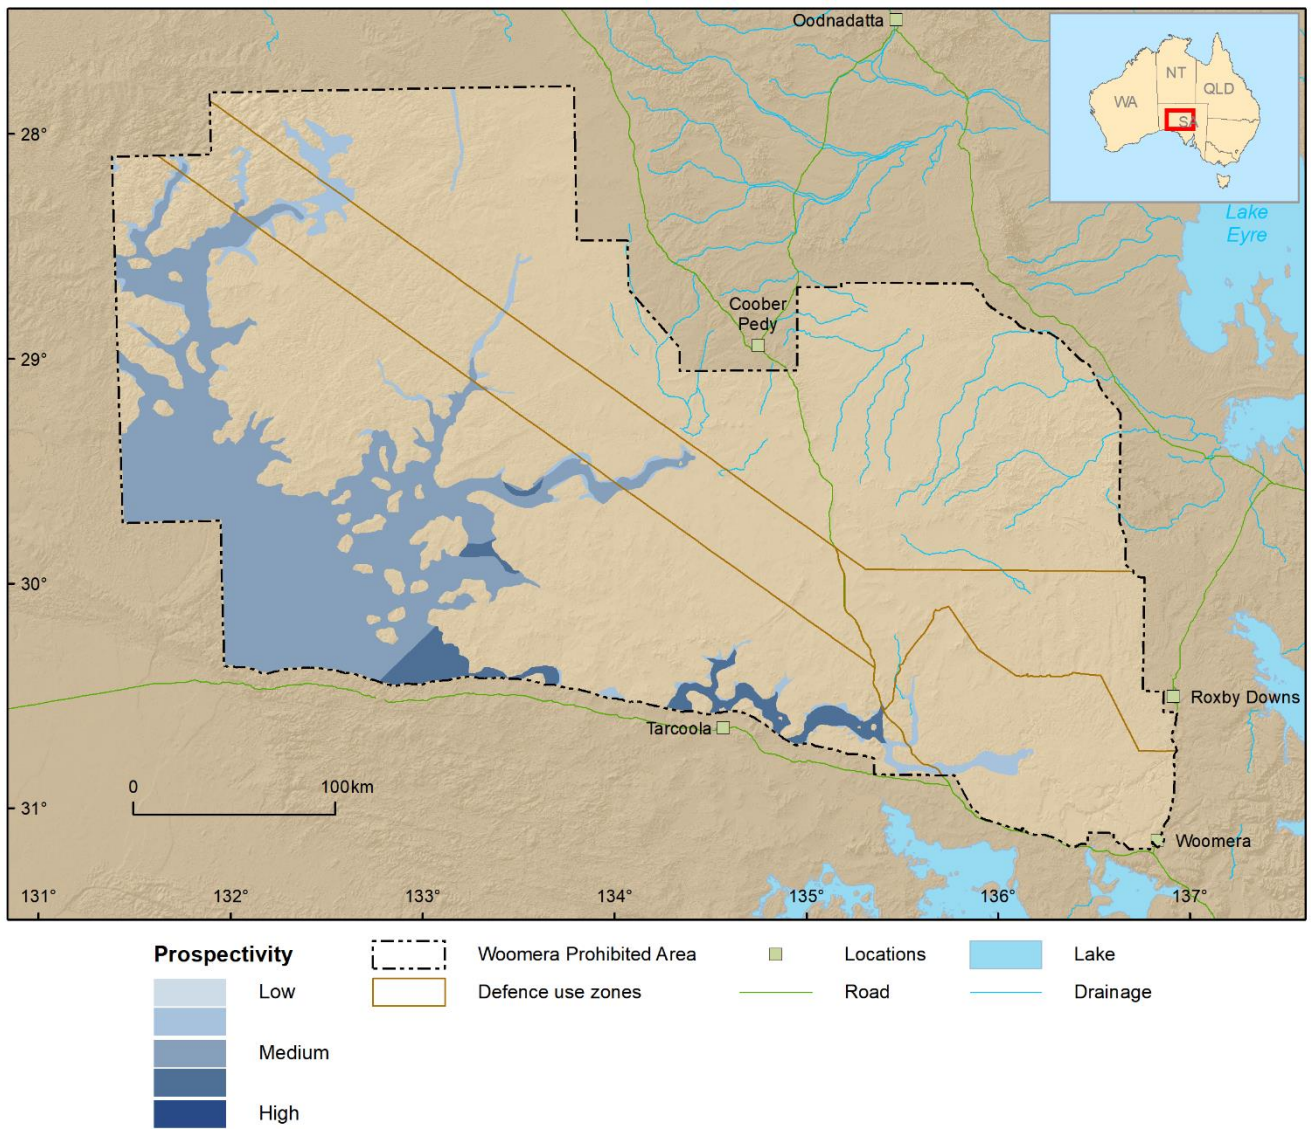 Oodnadatta
NT
QLD
WA
SA
28°
Lake
Eyre
Coober
Pedy
29°
30°
Roxby Downs
Tarcoola
0
100km
31°
Woomera
131°
132°
133°
134°
135°
136°
137°
Prospectivity
Woomera Prohibited Area
Locations
Lake
Low
Defence use zones
Road
Drainage
Medium
High